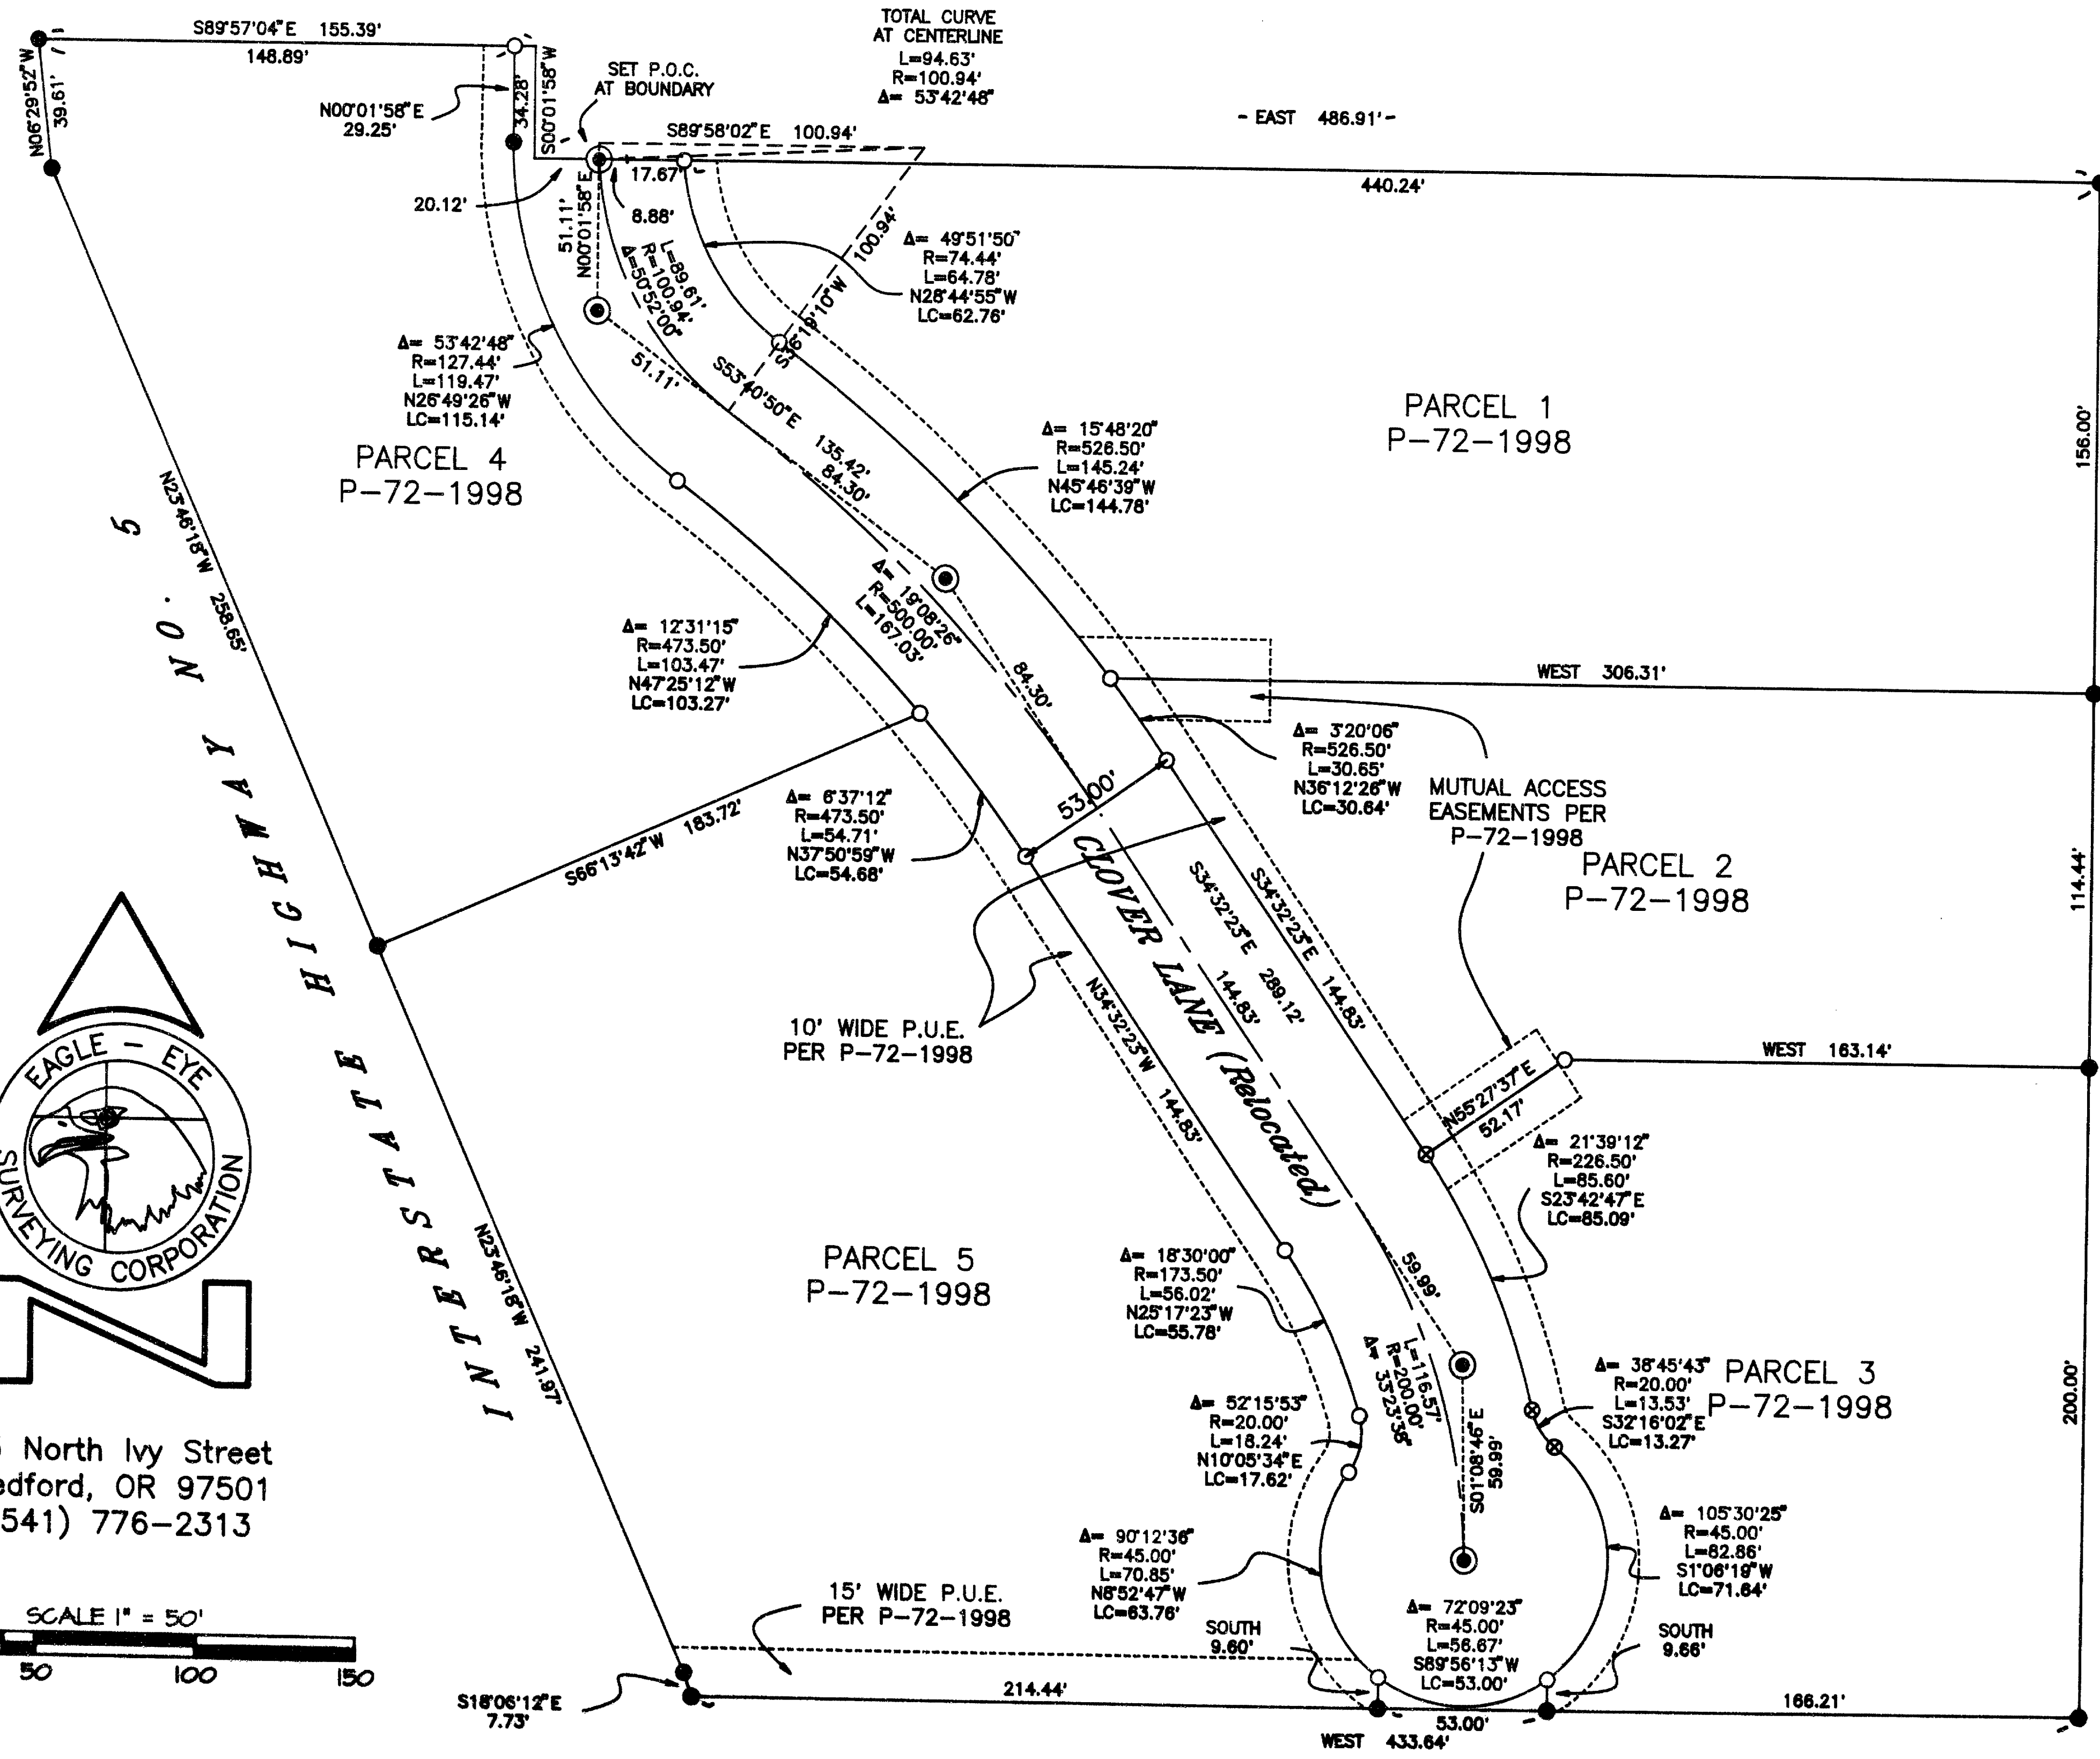 S89°57'04"E 155.39'
148.89'
N06°29'52"W
39.61'
N00°01'58"E
29.25'
34.28'
S00°01'58"W
SET P.O.C.
AT BOUNDARY
TOTAL CURVE
AT CENTERLINE
L=94.63'
R=100.94'
Δ= 53°42'48"
S89°58'02"E 100.94'
- EAST 486.91'-
17.67'
440.24'
20.12'
8.88'
51.11'
N00°01'58"E
L=89.61'
R=100.94'
Δ=50°52'00"
100.94'
S36°19'10"W
Δ= 49°51'50"
R=74.44'
L=64.78'
N28°44'55"W
LC=62.76'
Δ= 53°42'48"
R=127.44'
L=119.47'
N26°49'26"W
LC=115.14'
51.11'
S53°40'50"E 135.42'
84.30'
Δ= 15°48'20"
R=526.50'
L=145.24'
N45°46'39"W
LC=144.78'
PARCEL 1
P-72-1998
156.00'
PARCEL 4
P-72-1998
N23°46'18"W 258.65'
INTERSTATE HIGHWAY NO. 5
Δ= 19°08'26"
R=500.00'
L=167.03'
84.30'
Δ= 12°31'15"
R=473.50'
L=103.47'
N47°25'12"W
LC=103.27'
WEST 306.31'
Δ= 3°20'06"
R=526.50'
L=30.65'
N36°12'26"W
LC=30.64'
MUTUAL ACCESS
EASEMENTS PER
P-72-1998
53.00'
Δ= 6°37'12"
R=473.50'
L=54.71'
N37°50'59"W
LC=54.68'
S66°13'42"W 183.72'
PARCEL 2
P-72-1998
114.44'
CLOVER LANE (Relocated)
S34°32'23"E 289.12'
144.83'
S34°32'23"E 144.83'
10' WIDE P.U.E.
PER P-72-1998
N34°32'23"W 144.83'
WEST 163.14'
N55°27'37"E
52.17'
Δ= 21°39'12"
R=226.50'
L=85.60'
S23°42'47"E
LC=85.09'
EAGLE - EYE
SURVEYING CORPORATION
N
PARCEL 5
P-72-1998
N23°46'18"W 241.97'
Δ= 18°30'00"
R=173.50'
L=56.02'
N25°17'23"W
LC=55.78'
59.99'
L=116.57'
R=200.00'
Δ= 33°23'38"
S01°08'46"E
59.99'
Δ= 38°45'43"
R=20.00'
L=13.53'
S32°16'02"E
LC=13.27'
PARCEL 3
P-72-1998
200.00'
Δ= 52°15'53"
R=20.00'
L=18.24'
N10°05'34"E
LC=17.62'
North Ivy Street
edford, OR 97501
541) 776-2313
Δ= 90°12'36"
R=45.00'
L=70.85'
N8°52'47"W
LC=63.76'
Δ= 105°30'25"
R=45.00'
L=82.86'
S1°06'19"W
LC=71.64'
15' WIDE P.U.E.
PER P-72-1998
Δ= 72°09'23"
R=45.00'
L=56.67'
S89°56'13"W
LC=53.00'
SOUTH
9.60'
SOUTH
9.66'
SCALE 1" = 50'
50 100 150
S18°06'12"E
7.73'
214.44'
53.00'
166.21'
WEST 433.64'